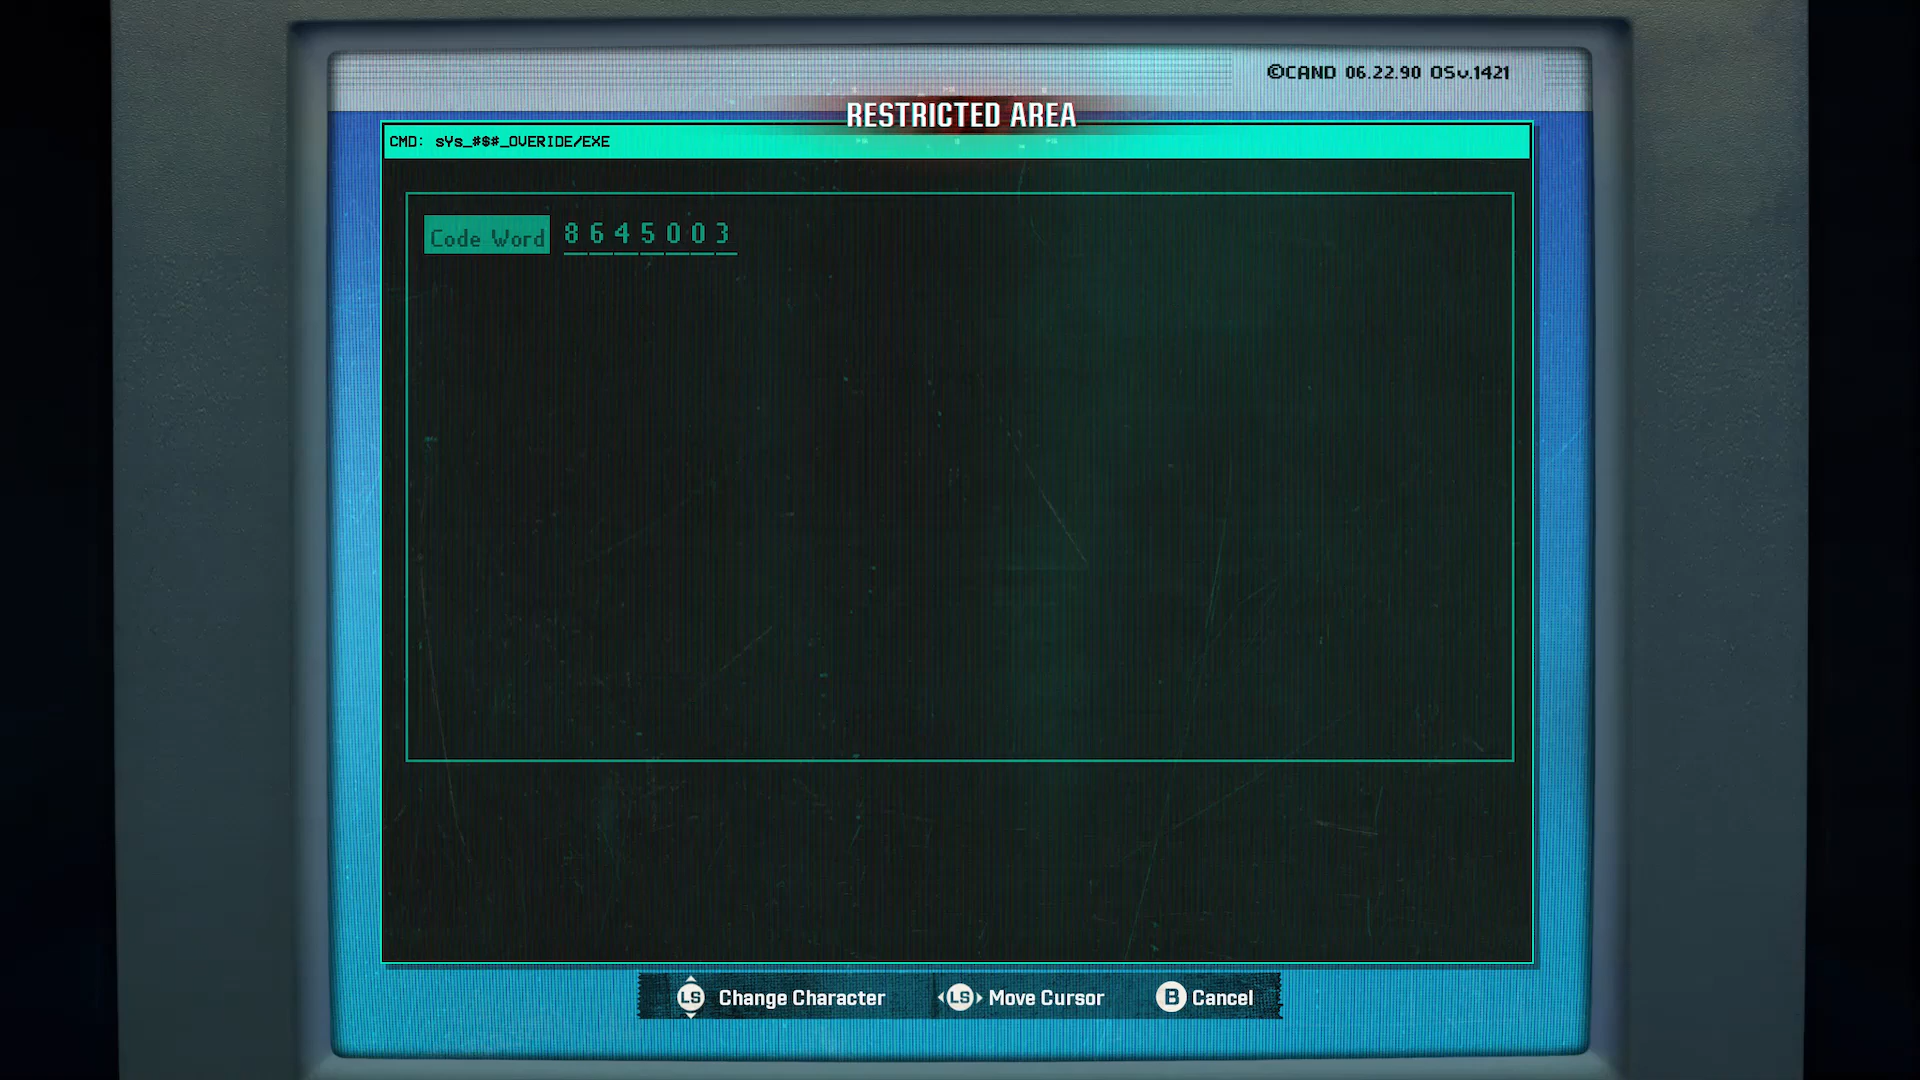 ©CAND 06.22.90 OSv.1421
RESTRICTED AREA
CMD: sYs_#$#_OVERIDE/EXE
Code Word 8645003
LS Change Character LS Move Cursor B Cancel